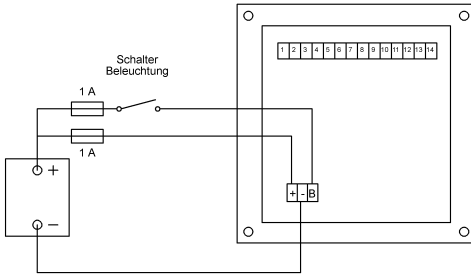 1 2 3 4 5 6 7 8 9 10 11 12 13 14
Schalter
Beleuchtung
1 A
1 A
+
+ - B
-